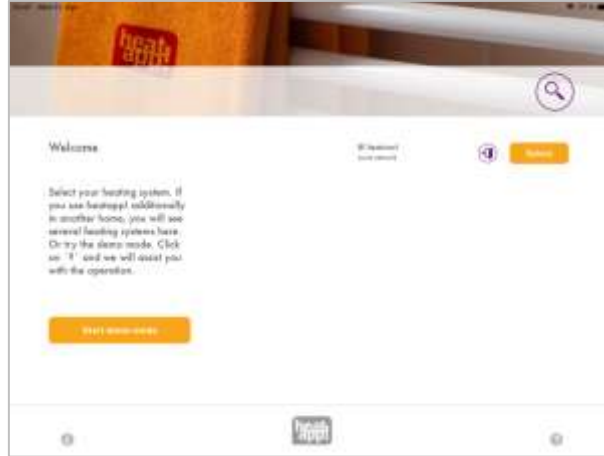 heat
app!
Welcome
Select your heating system. If
you use heatapp! additionally
in another home, you will see
several heating systems here.
Or try the demo mode. Click
on '?' and we will assist you
with the operation.
Start demo mode
heat
app!